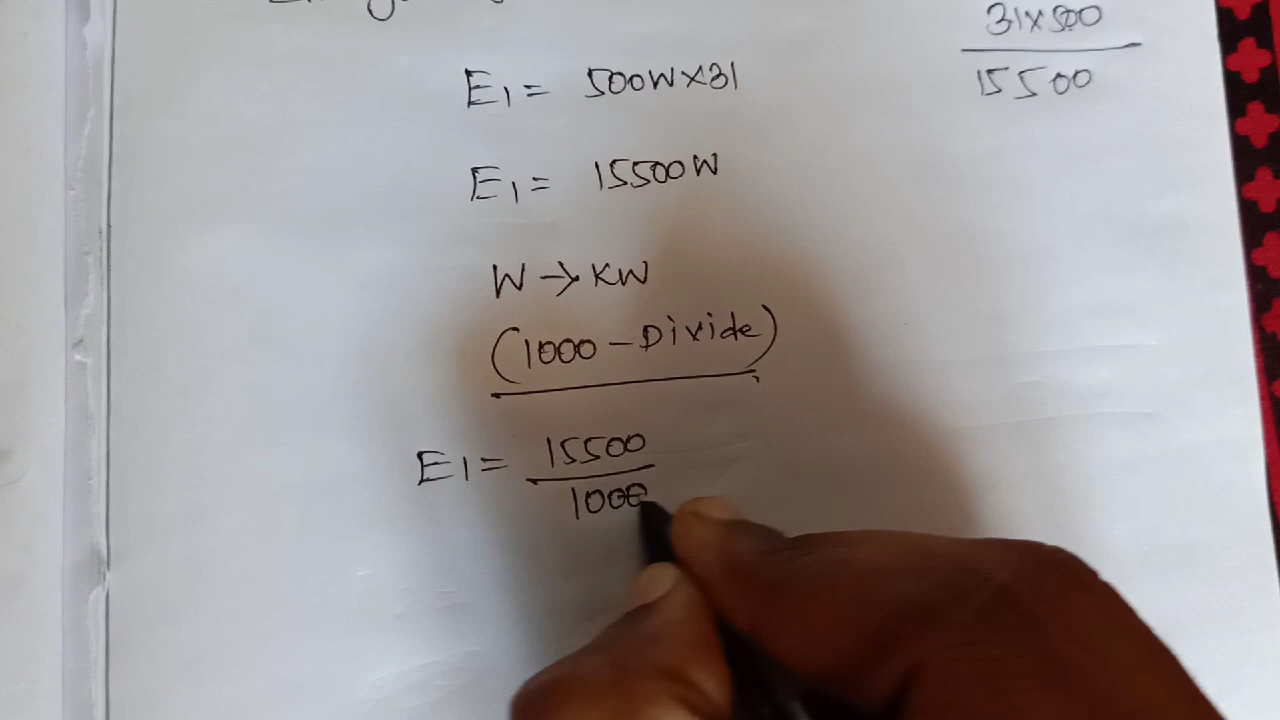 31×500
E1 = 500W×31
15500
E1 = 15500W
W → KW
(1000 - Divide)
E1 = 15500
1000